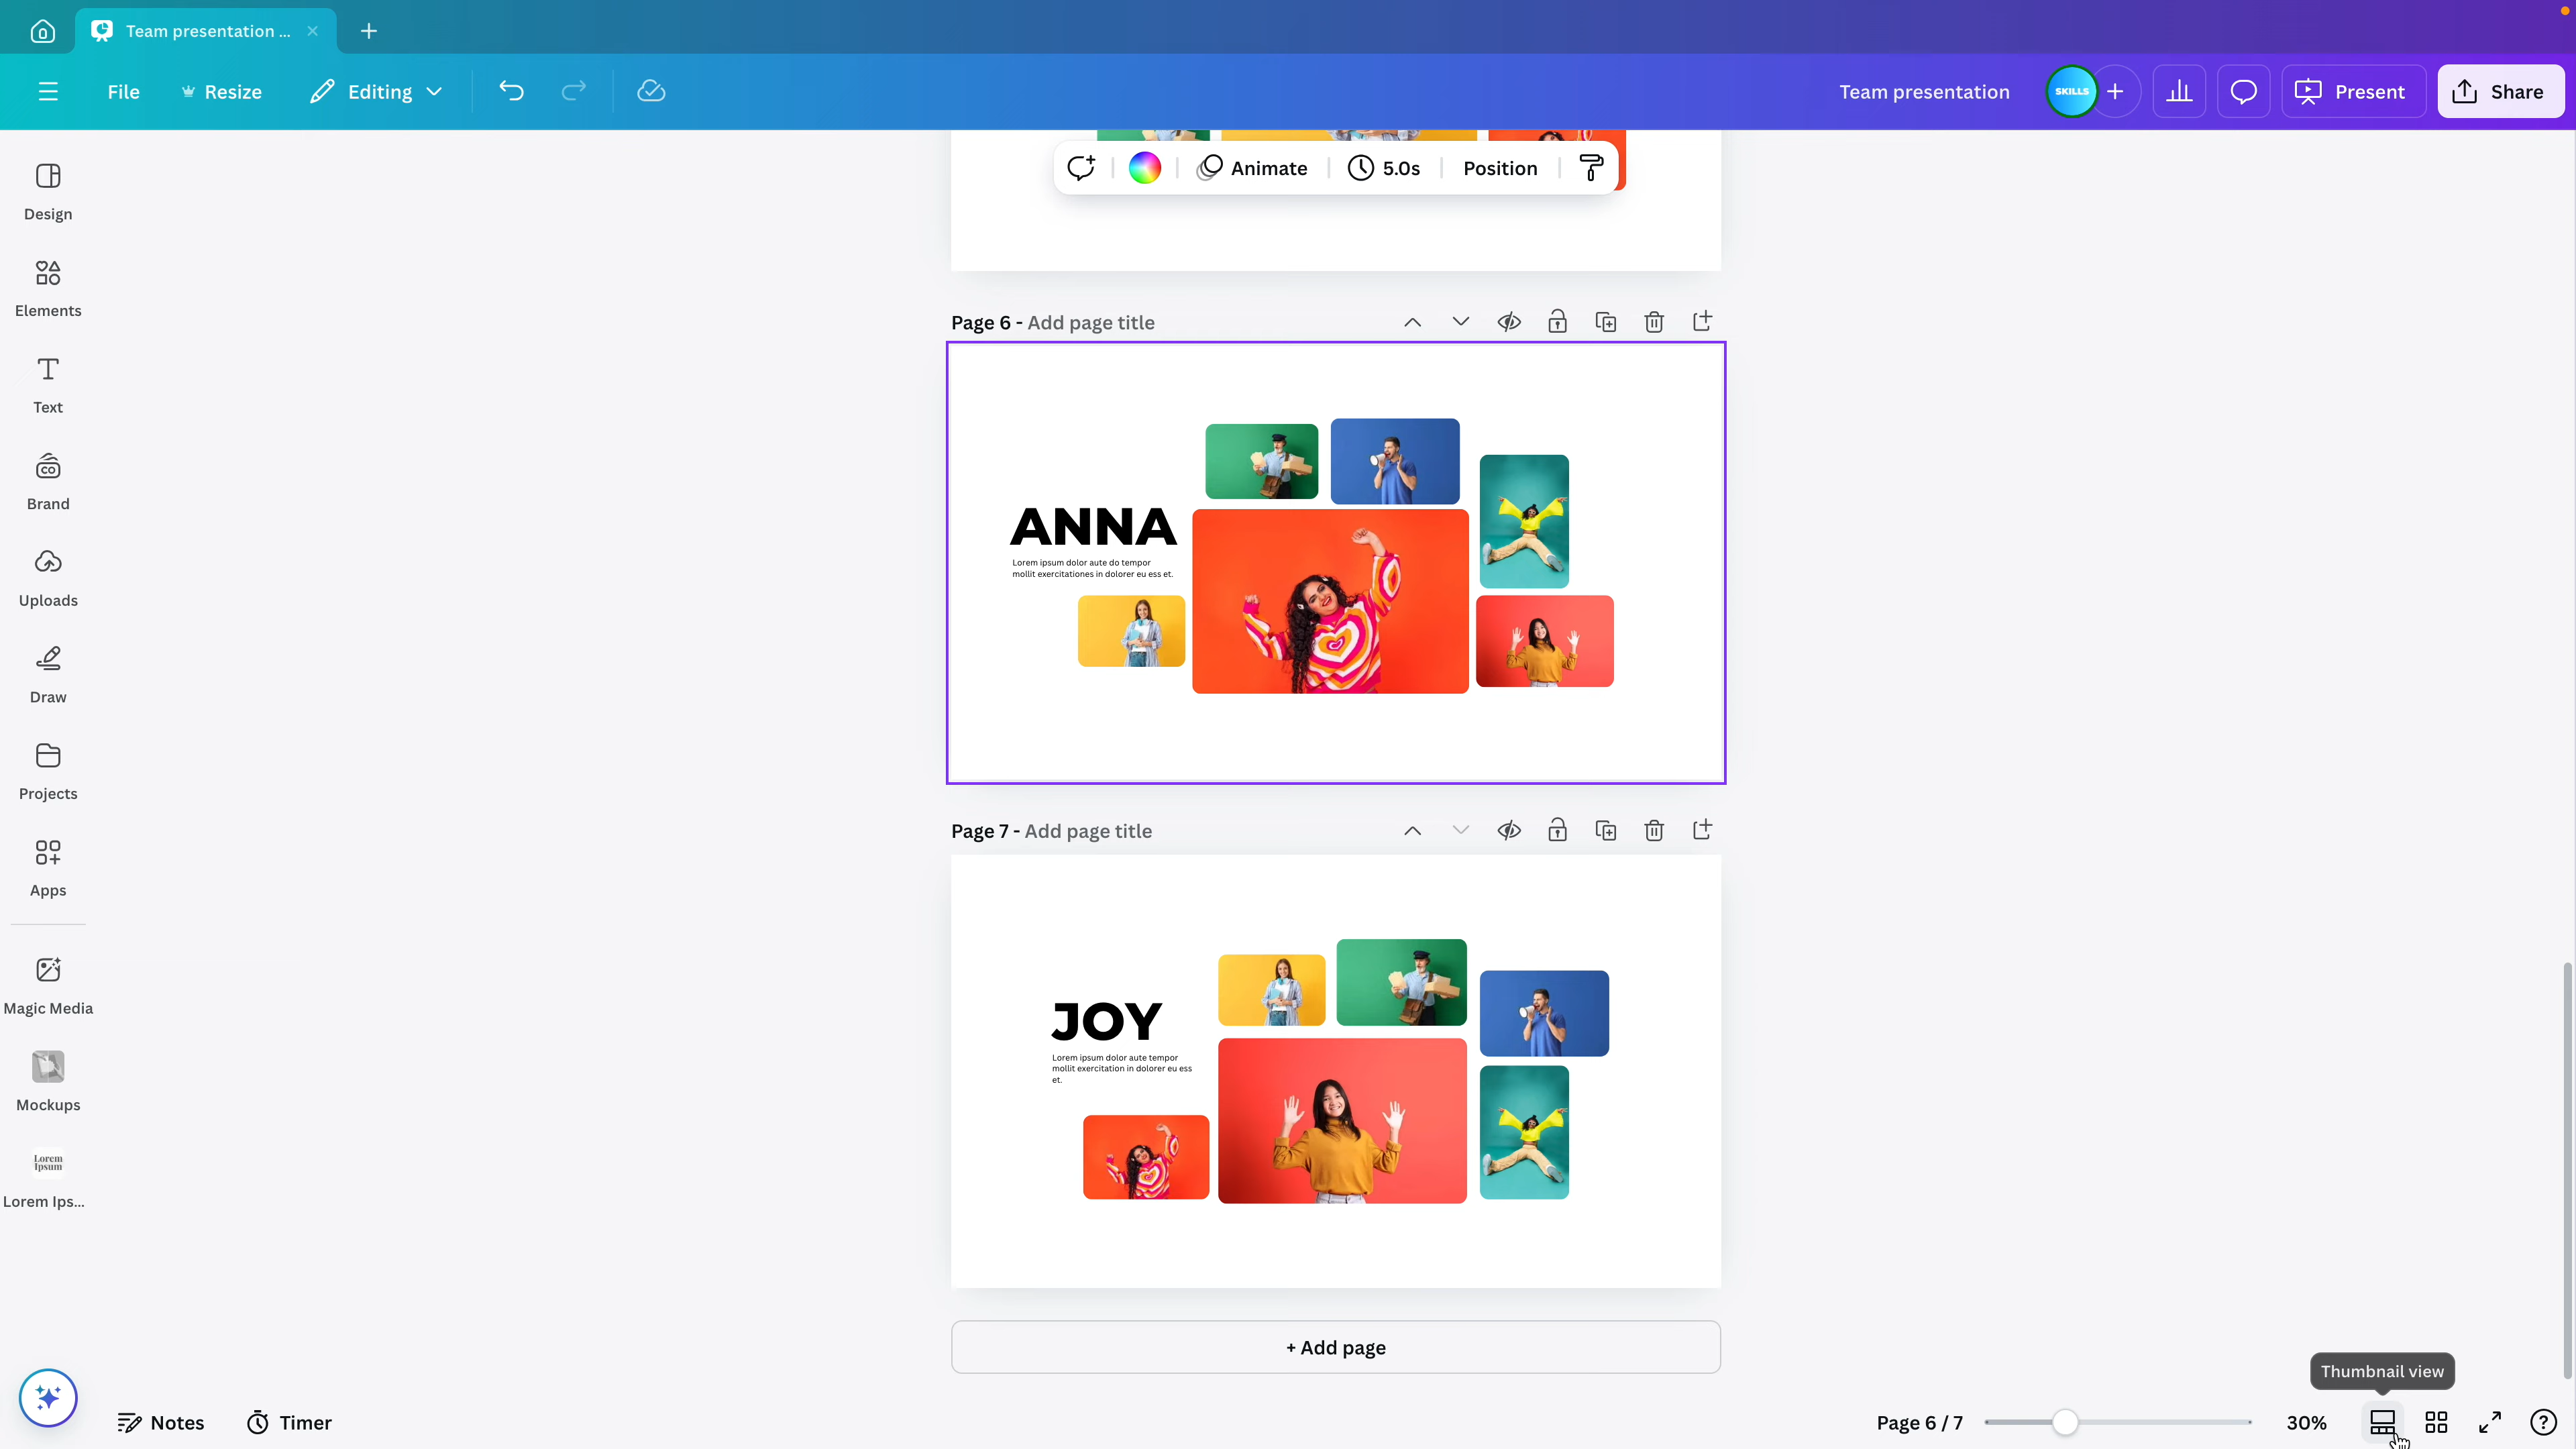 Team presentation ...
File
Resize
Editing
Team presentation
SKILLS
Present
Share
Design
Elements
Text
CO
Brand
Uploads
Draw
Projects
Apps
Magic Media
Mockups
Lorem
Ipsum
Lorem Ips...
Animate
5.0s
Position
Page 6 - Add page title
ANNA
Lorem ipsum dolor aute do tempor
mollit exercitationes in dolorer eu ess et.
Page 7 - Add page title
JOY
Lorem ipsum dolor aute tempor
mollit exercitation in dolorer eu ess
et.
+ Add page
Thumbnail view
Notes
Timer
Page 6 / 7
30%